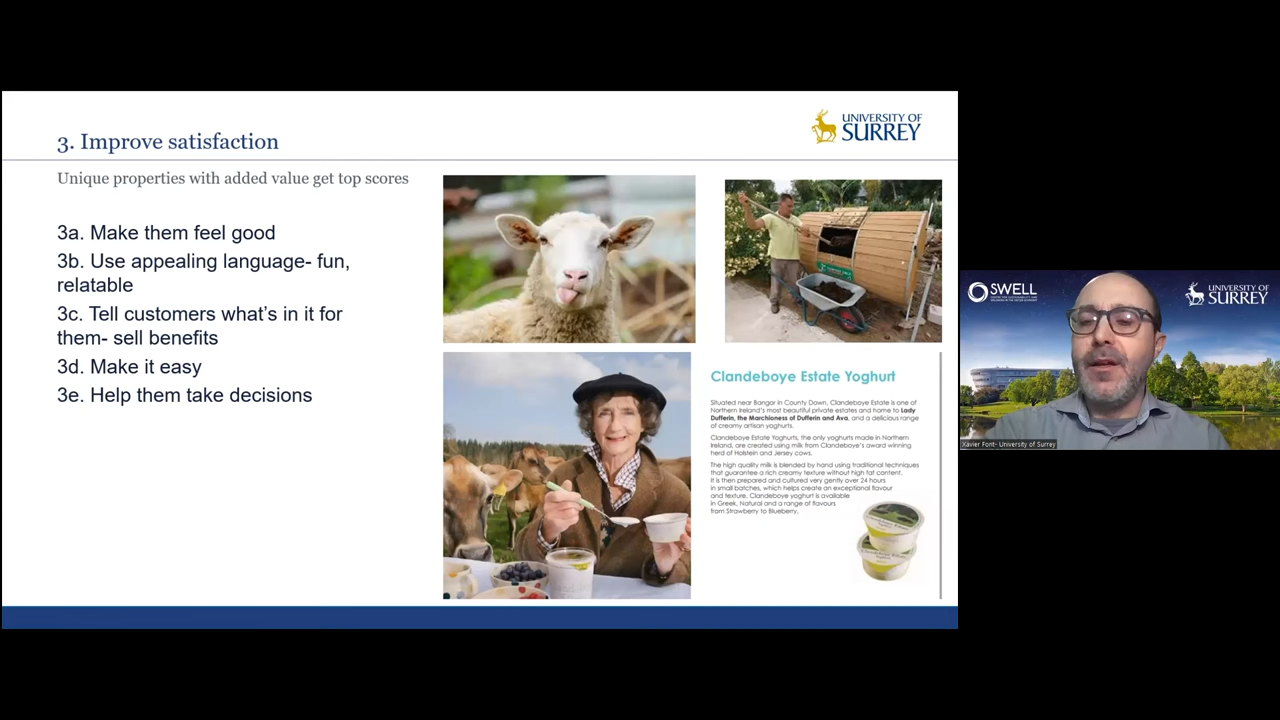 3. Improve satisfaction
UNIVERSITY OF
SURREY
Unique properties with added value get top scores
3a. Make them feel good
3b. Use appealing language- fun,
relatable
3c. Tell customers what's in it for
them- sell benefits
3d. Make it easy
3e. Help them take decisions
Clandeboye Estate Yoghurt
Situated near Bangor in County Down, Clandeboye Estate is one of
Northern Ireland's most beautiful private estates and home to Lady
Dufferin, the Marchioness of Dufferin and Ava, and a delicious range
of creamy artisan yoghurts.
Clandeboye Estate Yoghurts, the only yoghurts made in Northern
Ireland, are created using milk from Clandeboye's award winning
herd of Holstein and Jersey cows.
The high quality milk is blended by hand using traditional techniques
that guarantee a rich creamy texture without high fat content.
It is then prepared and cultured very gently over 24 hours
in small batches, which helps create an exceptional flavour
and texture. Clandeboye yoghurt is available
in Greek, Natural and a range of flavours
from Strawberry to Blueberry.
SWELL
UNIVERSITY OF
SURREY
Xavier Font- University of Surrey